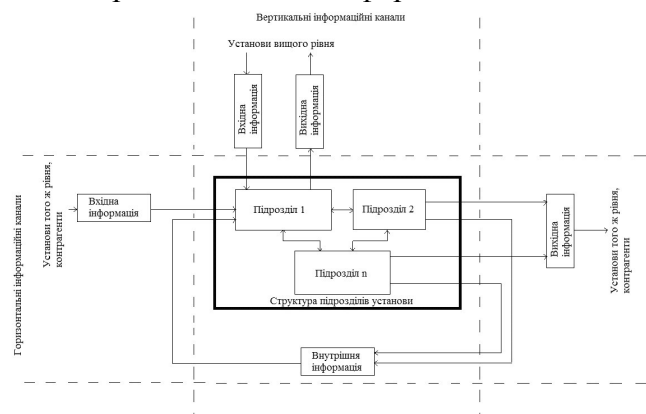 Вертикальні інформаційні канали
Установи вищого рівня
Вхідна
інформація
Вихідна
інформація
Горизонтальні інформаційні канали
Установи того ж рівня,
контрагенти
Вхідна
інформація
Підрозділ 1
Підрозділ 2
Підрозділ n
Структура підрозділів установи
Вихідна
інформація
Установи того ж рівня,
контрагенти
Внутрішня
інформація